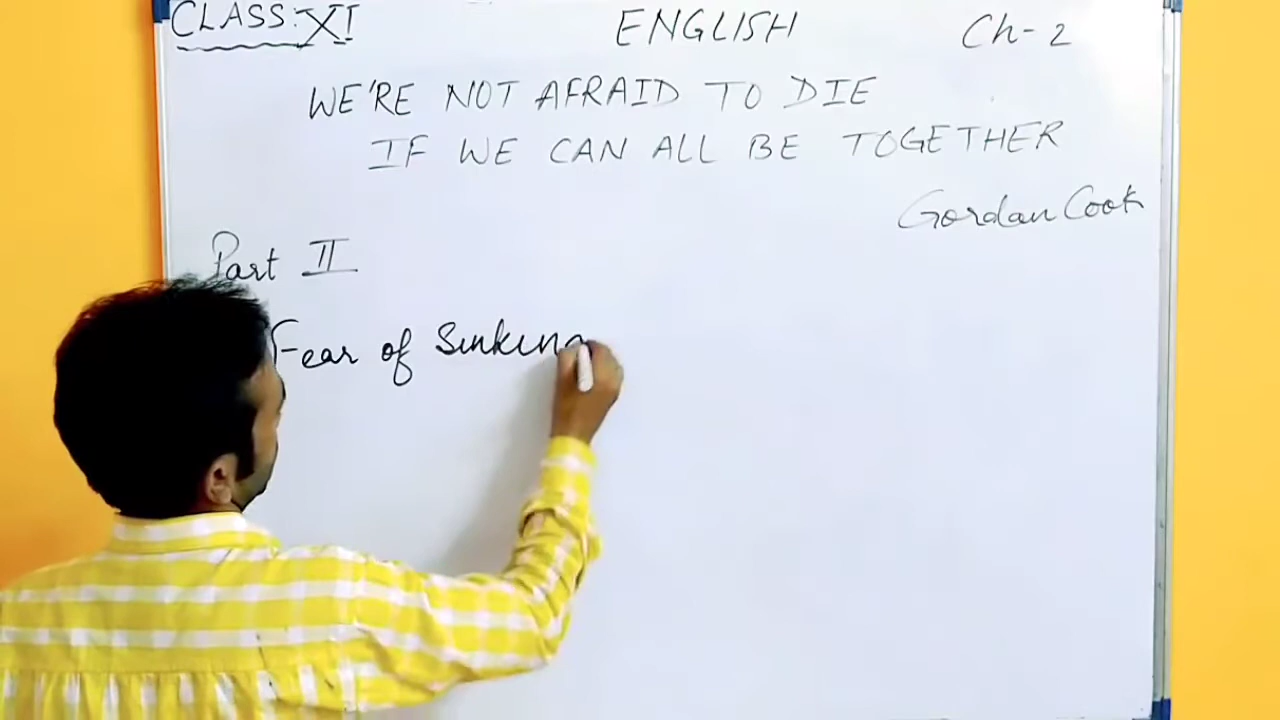 CLASS: XI ENGLISH Ch-2
WE'RE NOT AFRAID TO DIE
IF WE CAN ALL BE TOGETHER
Gordan Cook
Part II
Fear of Sinking